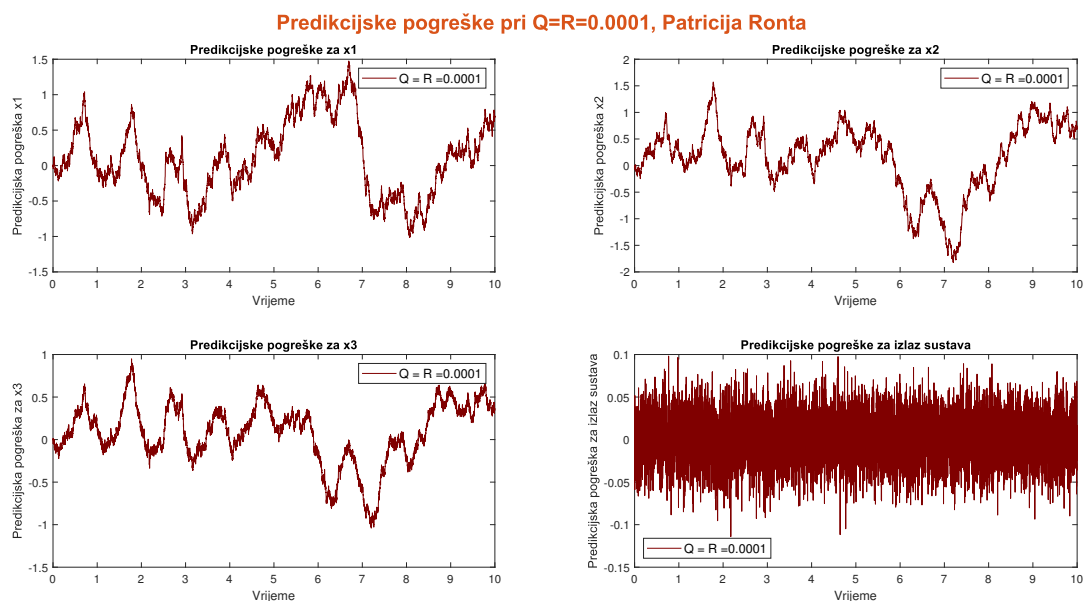 Predikcijske pogreške pri Q=R=0.0001, Patricija Ronta
Predikcijske pogreške za x1
Predikcijska pogreška x1
1.5
1
0.5
0
-0.5
-1
-1.5
Q = R =0.0001
0 1 2 3 4 5 6 7 8 9 10
Vrijeme
Predikcijske pogreške za x2
Predikcijska pogreška x2
2
1.5
1
0.5
0
-0.5
-1
-1.5
-2
Q = R =0.0001
0 1 2 3 4 5 6 7 8 9 10
Vrijeme
Predikcijske pogreške za x3
Predikcijska pogreška za x3
1
0.5
0
-0.5
-1
-1.5
Q = R =0.0001
0 1 2 3 4 5 6 7 8 9 10
Vrijeme
Predikcijske pogreške za izlaz sustava
Predikcijska pogreška za izlaz sustava
0.1
0.05
0
-0.05
-0.1
-0.15
Q = R =0.0001
0 1 2 3 4 5 6 7 8 9 10
Vrijeme